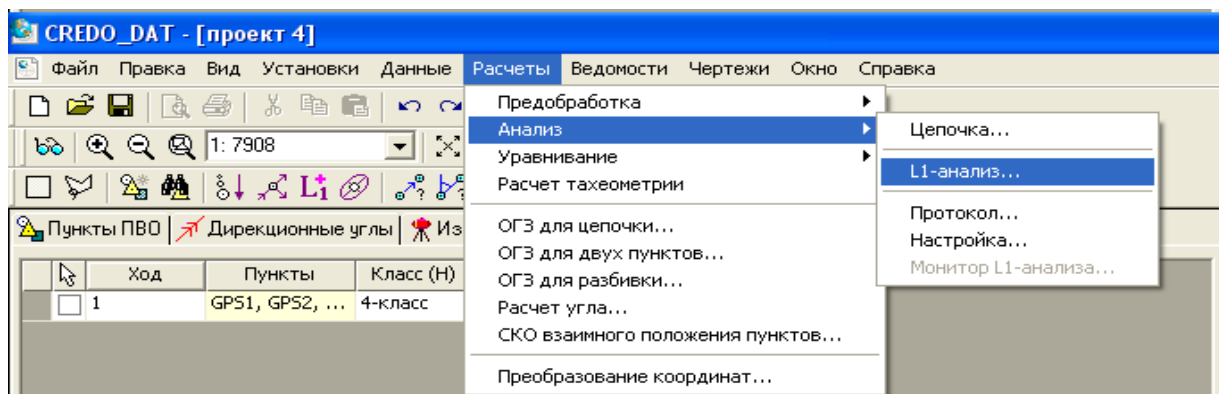 CREDO_DAT - [проект 4]
Файл Правка Вид Установки Данные Расчеты Ведомости Чертежи Окно Справка
Предобработка
Анализ
Уравнивание
Расчет тахеометрии
ОГЗ для цепочки...
ОГЗ для двух пунктов...
ОГЗ для разбивки...
Расчет угла...
СКО взаимного положения пунктов...
Преобразование координат...
Цепочка...
L1-анализ...
Протокол...
Настройка...
Монитор L1-анализа...
1: 7908
Li
Пункты ПВО Дирекционные углы Из
Ход Пункты Класс (H)
1 GPS1, GPS2, ... 4-класс